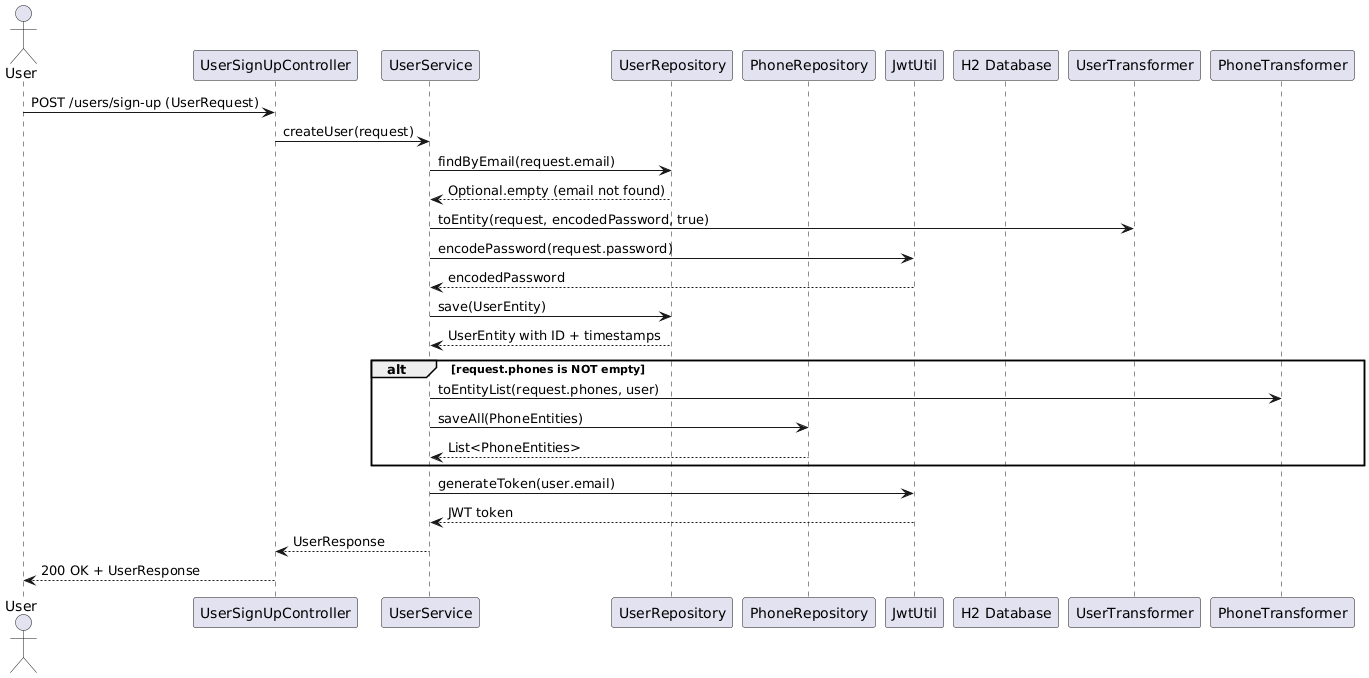 User
UserSignUpController
UserService
UserRepository
PhoneRepository
JwtUtil
H2 Database
UserTransformer
PhoneTransformer
POST /users/sign-up (UserRequest)
createUser(request)
findByEmail(request.email)
Optional.empty (email not found)
toEntity(request, encodedPassword, true)
encodePassword(request.password)
encodedPassword
save(UserEntity)
UserEntity with ID + timestamps
alt [request.phones is NOT empty]
toEntityList(request.phones, user)
saveAll(PhoneEntities)
List<PhoneEntities>
generateToken(user.email)
JWT token
UserResponse
200 OK + UserResponse
User
UserSignUpController
UserService
UserRepository
PhoneRepository
JwtUtil
H2 Database
UserTransformer
PhoneTransformer